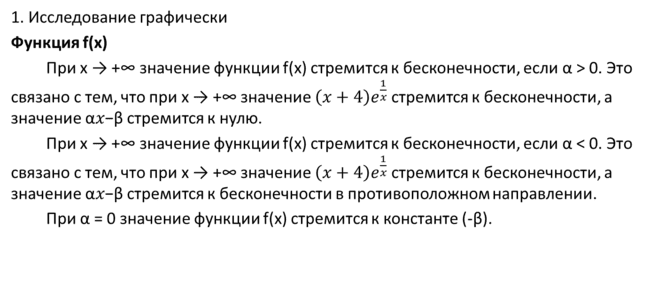 1. Исследование графически
Функция f(x)
При x → +∞ значение функции f(x) стремится к бесконечности, если α > 0. Это
связано с тем, что при x → +∞ значение $(x + 4)e^{\frac{1}{x}}$ стремится к бесконечности, а
значение αx−β стремится к нулю.
При x → +∞ значение функции f(x) стремится к бесконечности, если α < 0. Это
связано с тем, что при x → +∞ значение $(x + 4)e^{\frac{1}{x}}$ стремится к бесконечности, а
значение αx−β стремится к бесконечности в противоположном направлении.
При α = 0 значение функции f(x) стремится к константе (-β).